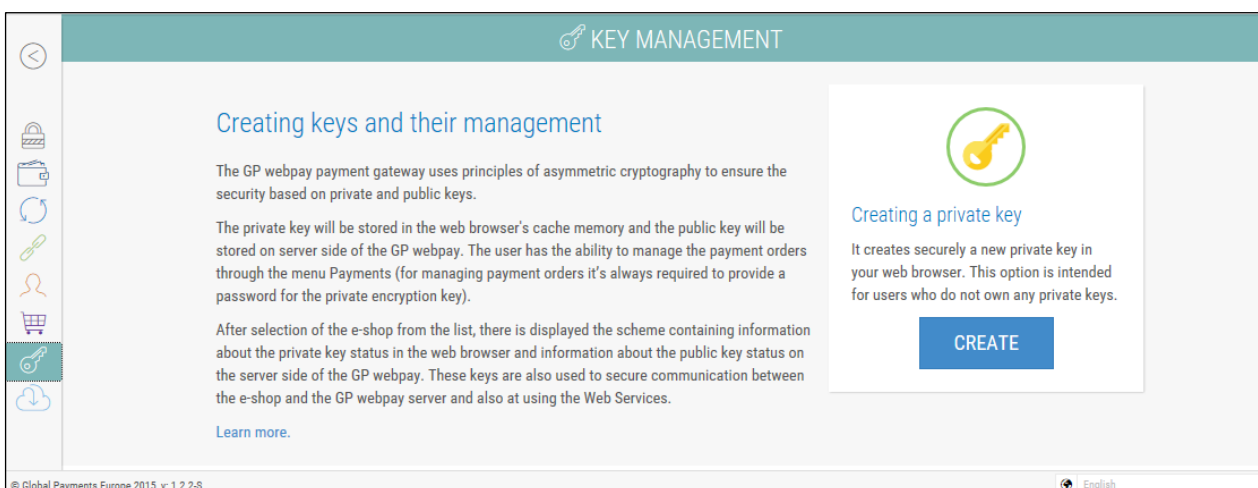 KEY MANAGEMENT
Creating keys and their management
The GP webpay payment gateway uses principles of asymmetric cryptography to ensure the
security based on private and public keys.
The private key will be stored in the web browser's cache memory and the public key will be
stored on server side of the GP webpay. The user has the ability to manage the payment orders
through the menu Payments (for managing payment orders it's always required to provide a
password for the private encryption key).
After selection of the e-shop from the list, there is displayed the scheme containing information
about the private key status in the web browser and information about the public key status on
the server side of the GP webpay. These keys are also used to secure communication between
the e-shop and the GP webpay server and also at using the Web Services.
Learn more.
Creating a private key
It creates securely a new private key in
your web browser. This option is intended
for users who do not own any private keys.
CREATE
© Global Payments Europe 2015, v: 1.2.2-S
English